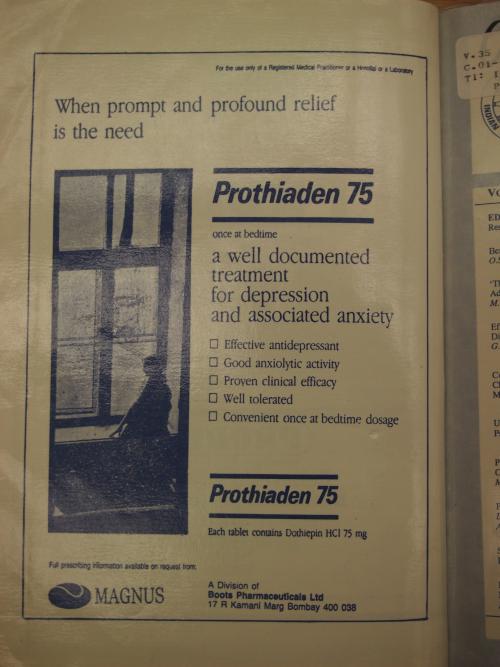 For the use only of a Registered Medical Practitioner or a Hospital or a Laboratory
When prompt and profound relief
is the need
Prothiaden 75
once at bedtime
a well documented
treatment
for depression
and associated anxiety
☐ Effective antidepressant
☐ Good anxiolytic activity
☐ Proven clinical efficacy
☐ Well tolerated
☐ Convenient once at bedtime dosage
Prothiaden 75
Each tablet contains Dothiepin HCl 75 mg
Full prescribing information available on request from:
MAGNUS
A Division of
Boots Pharmaceuticals Ltd
17 R Kamani Marg Bombay 400 038
V.35
C.01-
T1:
INDIAN